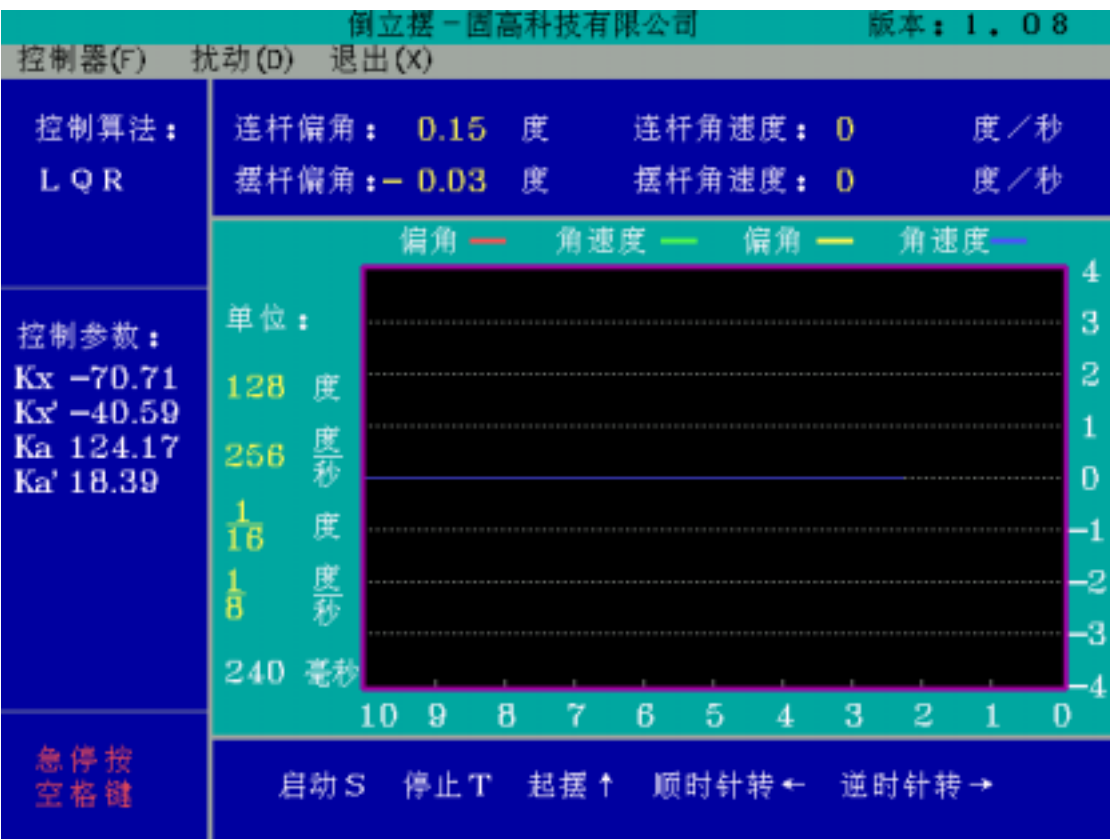 倒立摆－固高科技有限公司 版本：1．08
控制器(F) 扰动(D) 退出(X)
控制算法：
LQR
连杆偏角： 0.15 度 连杆角速度： 0 度／秒
摆杆偏角：－ 0.03 度 摆杆角速度： 0 度／秒
偏角 角速度 偏角 角速度
控制参数：
Kx －70.71
Kx' －40.59
Ka 124.17
Ka' 18.39
单位：
128 度
256 度/秒
1/16 度
1/8 度/秒
240 毫秒
4
3
2
1
0
－1
－2
－3
－4
10 9 8 7 6 5 4 3 2 1 0
急停按
空格键
启动S 停止T 起摆↑ 顺时针转← 逆时针转→